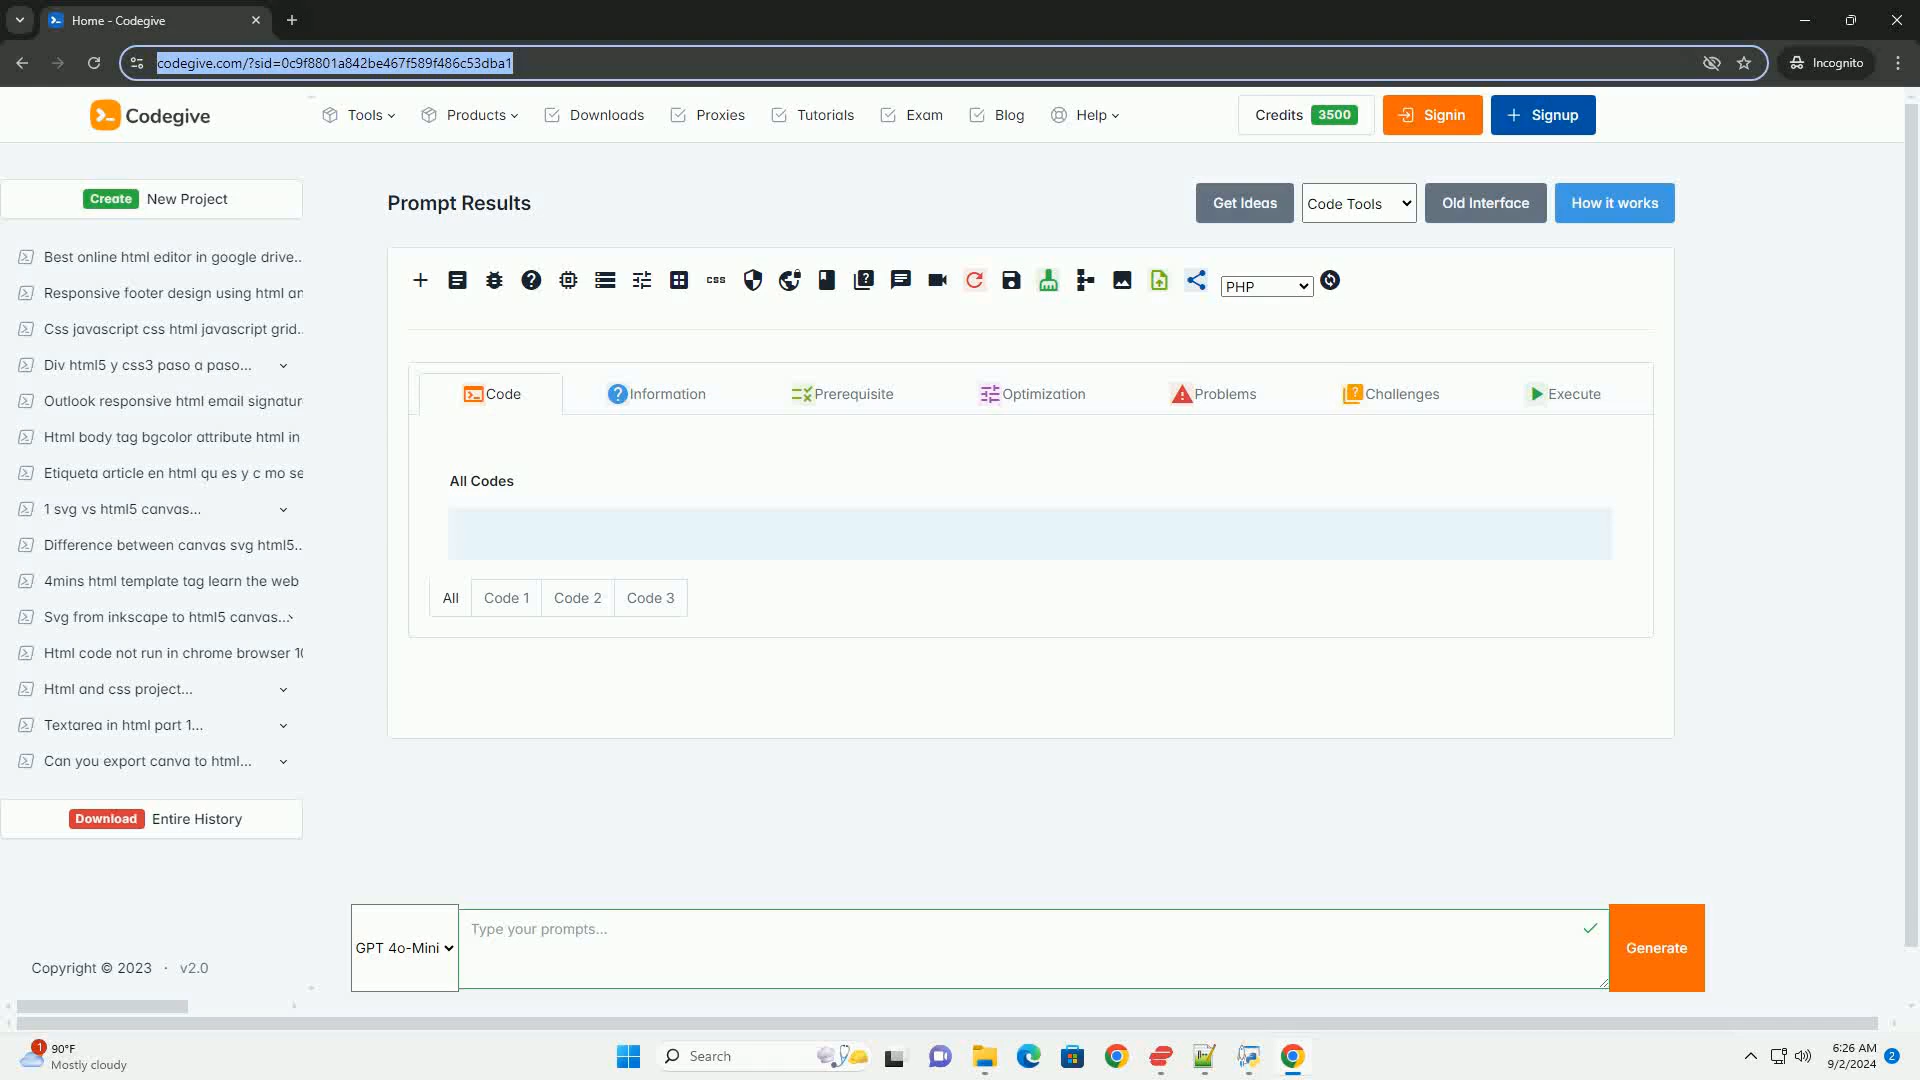 Home - Codegive
codegive.com/?sid=0c9f8801a842be467f589f486c53dba1
Incognito
Codegive
Tools
Products
Downloads
Proxies
Tutorials
Exam
Blog
Help
Credits 3500
Signin
Signup
Create New Project
Prompt Results
Get Ideas
Code Tools
Old Interface
How it works
Best online html editor in google drive...
Responsive footer design using html an
Css javascript css html javascript grid...
Div html5 y css3 paso a paso...
Outlook responsive html email signatur
Html body tag bgcolor attribute html in
Etiqueta article en html qu es y c mo se
1 svg vs html5 canvas...
Difference between canvas svg html5...
4mins html template tag learn the web
Svg from inkscape to html5 canvas...
Html code not run in chrome browser 10
Html and css project...
Textarea in html part 1...
Can you export canva to html...
Download Entire History
Copyright © 2023 · v2.0
css
PHP
Code
Information
Prerequisite
Optimization
Problems
Challenges
Execute
All Codes
All
Code 1
Code 2
Code 3
GPT 4o-Mini
Type your prompts...
Generate
1
90°F
Mostly cloudy
Search
6:26 AM
9/2/2024
2